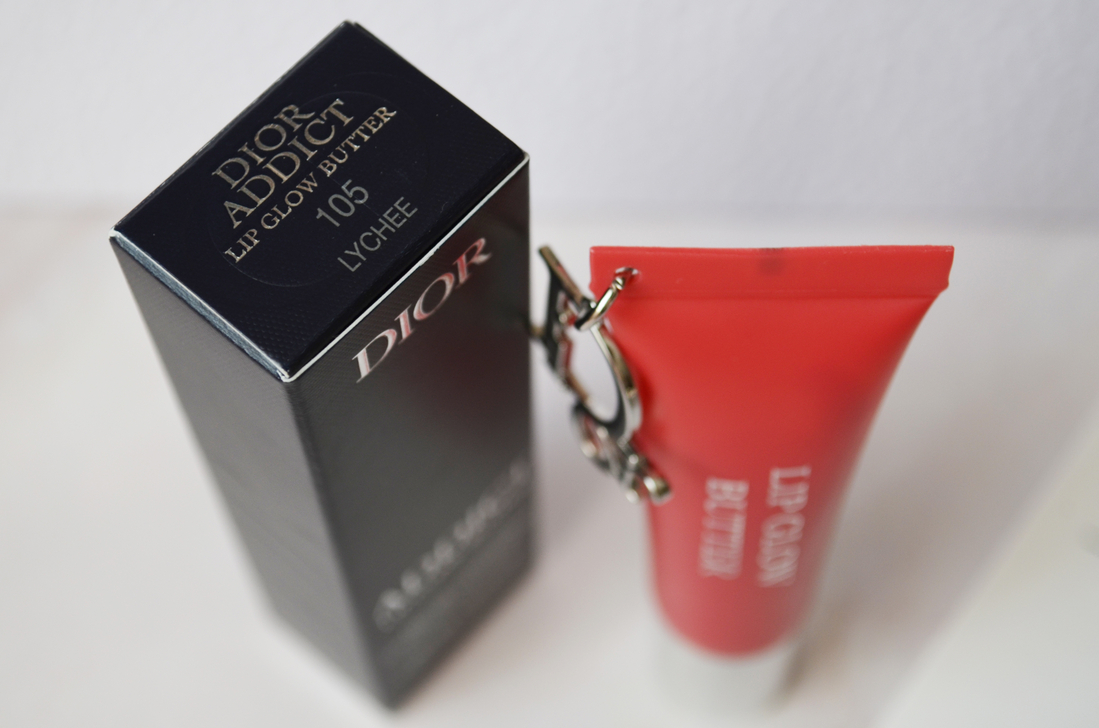 DIOR
ADDICT
LIP GLOW BUTTER
105
LYCHEE
DIOR
LIP GLOW
BUTTER